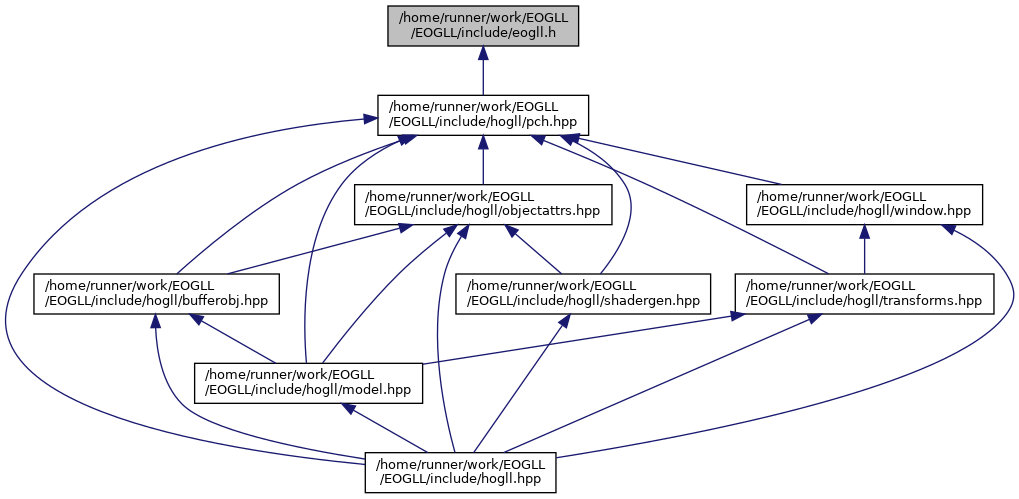 /home/runner/work/EOGLL
/EOGLL/include/eogll.h
/home/runner/work/EOGLL
/EOGLL/include/hogll/pch.hpp
/home/runner/work/EOGLL
/EOGLL/include/hogll/objectattrs.hpp
/home/runner/work/EOGLL
/EOGLL/include/hogll/window.hpp
/home/runner/work/EOGLL
/EOGLL/include/hogll/bufferobj.hpp
/home/runner/work/EOGLL
/EOGLL/include/hogll/shadergen.hpp
/home/runner/work/EOGLL
/EOGLL/include/hogll/transforms.hpp
/home/runner/work/EOGLL
/EOGLL/include/hogll/model.hpp
/home/runner/work/EOGLL
/EOGLL/include/hogll.hpp